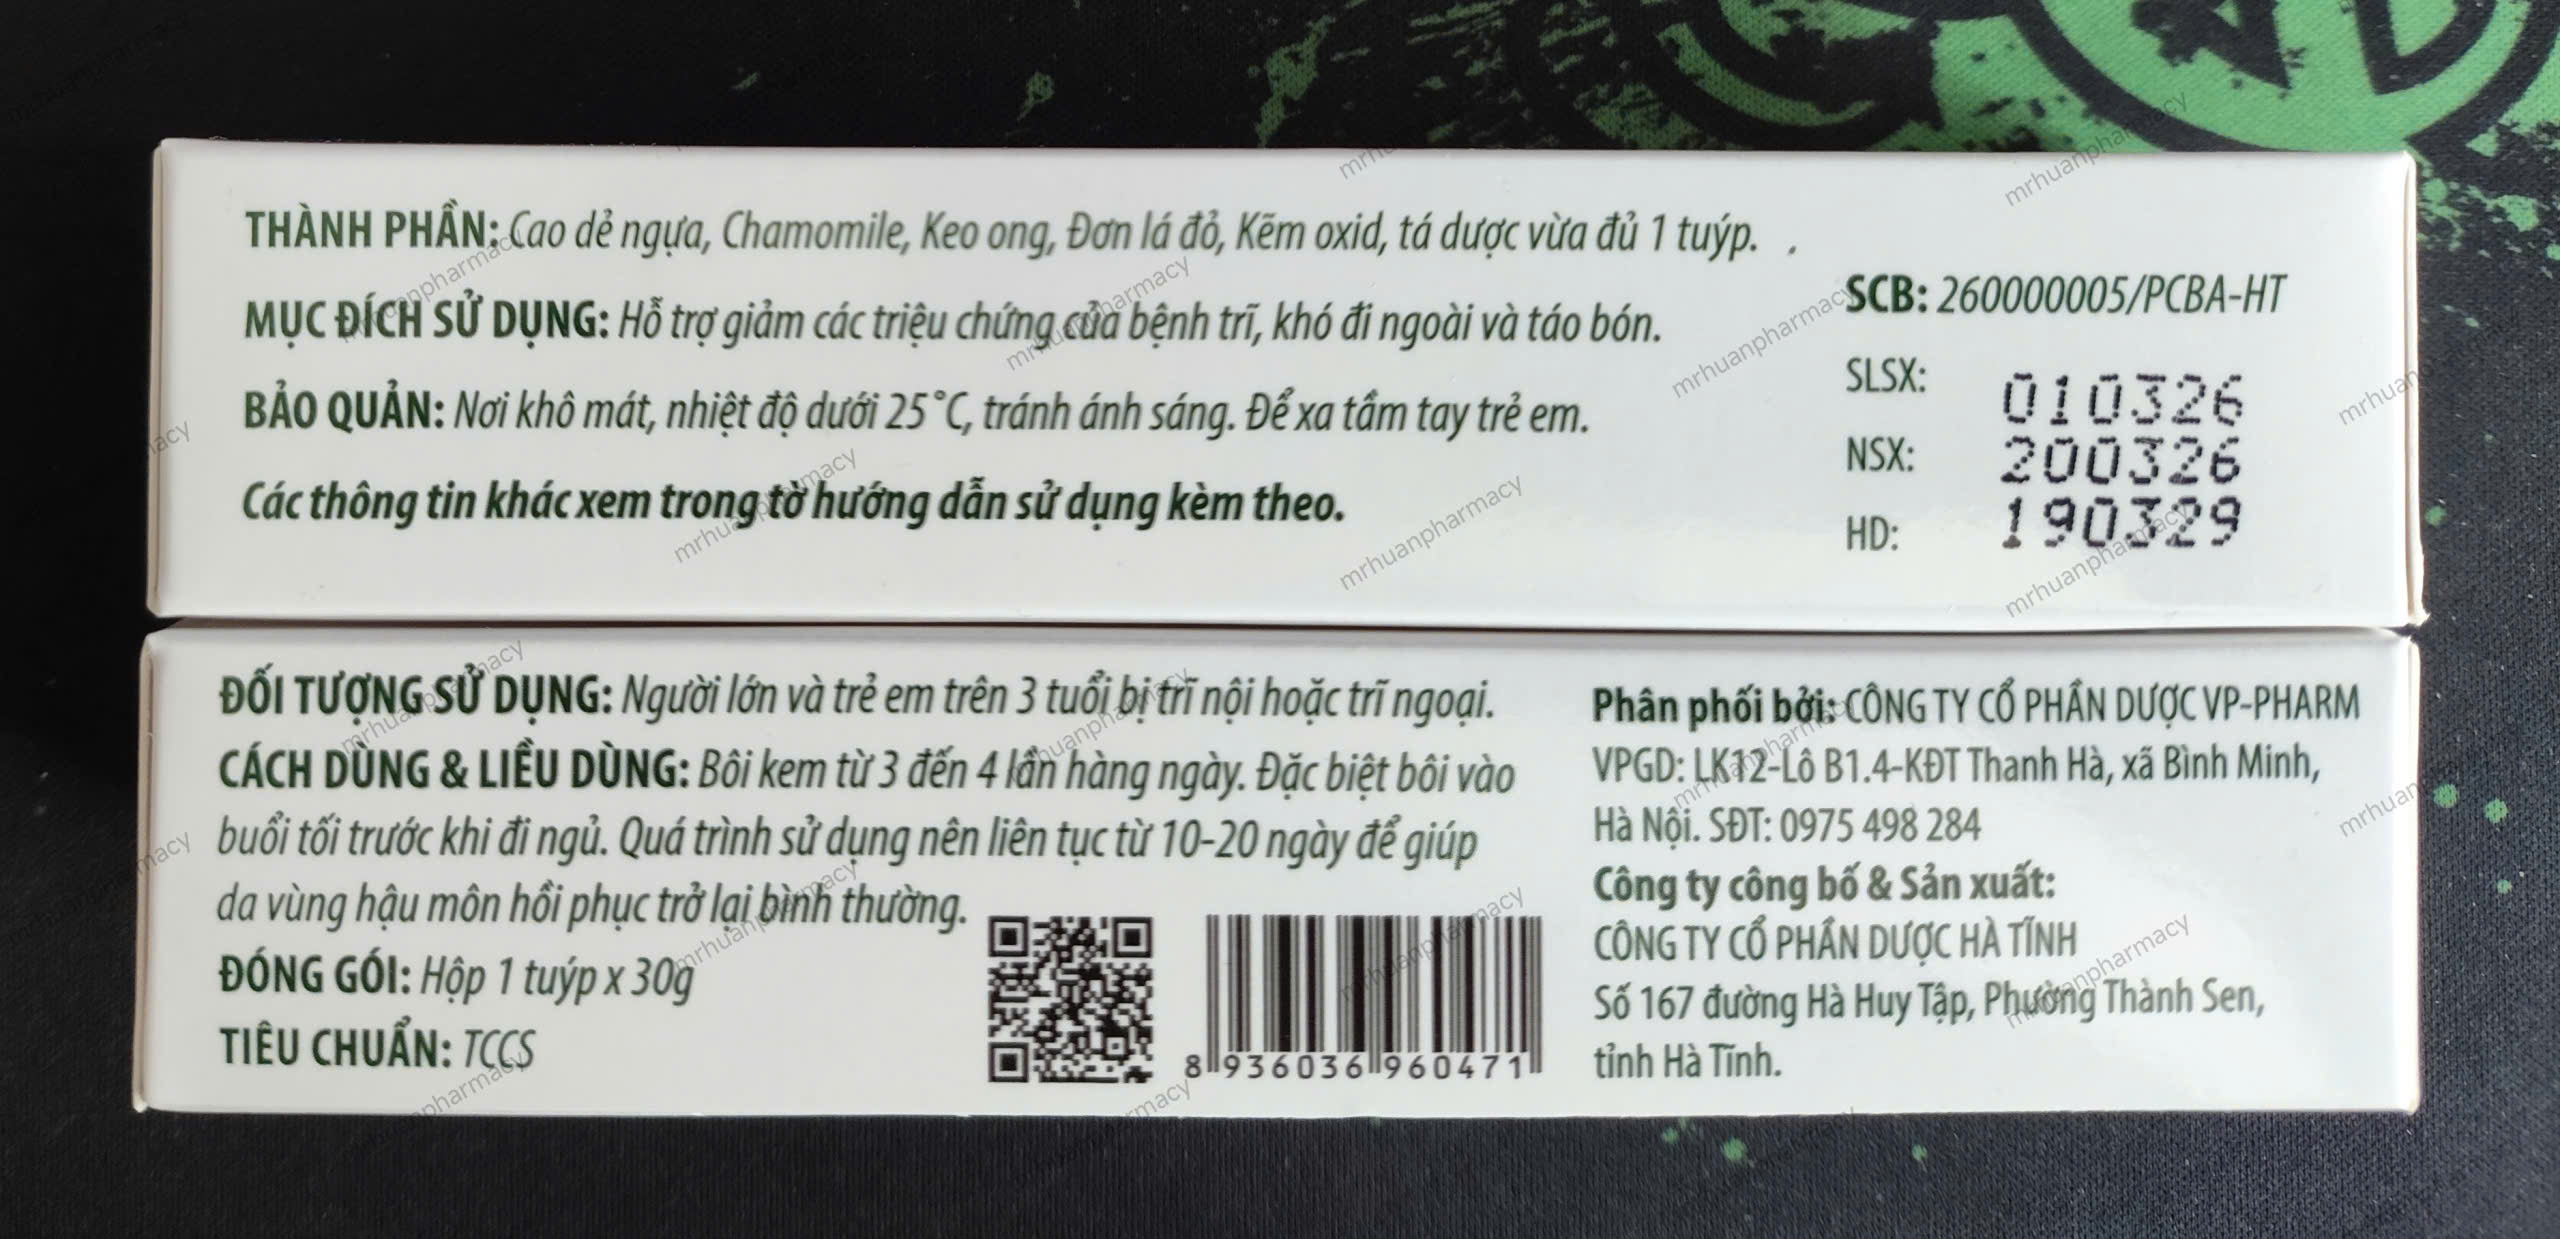 THÀNH PHẦN: Cao dẻ ngựa, Chamomile, Keo ong, Đơn lá đỏ, Kẽm oxid, tá dược vừa đủ 1 tuýp. .
MỤC ĐÍCH SỬ DỤNG: Hỗ trợ giảm các triệu chứng của bệnh trĩ, khó đi ngoài và táo bón.
BẢO QUẢN: Nơi khô mát, nhiệt độ dưới 25°C, tránh ánh sáng. Để xa tầm tay trẻ em.
Các thông tin khác xem trong tờ hướng dẫn sử dụng kèm theo.
SCB: 260000005/PCBA-HT
SLSX: 010326
NSX: 200326
HD: 190329
ĐỐI TƯỢNG SỬ DỤNG: Người lớn và trẻ em trên 3 tuổi bị trĩ nội hoặc trĩ ngoại.
CÁCH DÙNG & LIỀU DÙNG: Bôi kem từ 3 đến 4 lần hàng ngày. Đặc biệt bôi vào
buổi tối trước khi đi ngủ. Quá trình sử dụng nên liên tục từ 10-20 ngày để giúp
da vùng hậu môn hồi phục trở lại bình thường.
ĐÓNG GÓI: Hộp 1 tuýp x 30g
TIÊU CHUẨN: TCCS
8 936036 960471
Phân phối bởi: CÔNG TY CỔ PHẦN DƯỢC VP-PHARM
VPGD: LK12-Lô B1.4-KĐT Thanh Hà, xã Bình Minh,
Hà Nội. SĐT: 0975 498 284
Công ty công bố & Sản xuất:
CÔNG TY CỔ PHẦN DƯỢC HÀ TĨNH
Số 167 đường Hà Huy Tập, Phường Thành Sen,
tỉnh Hà Tĩnh.
mrhuanpharmacy